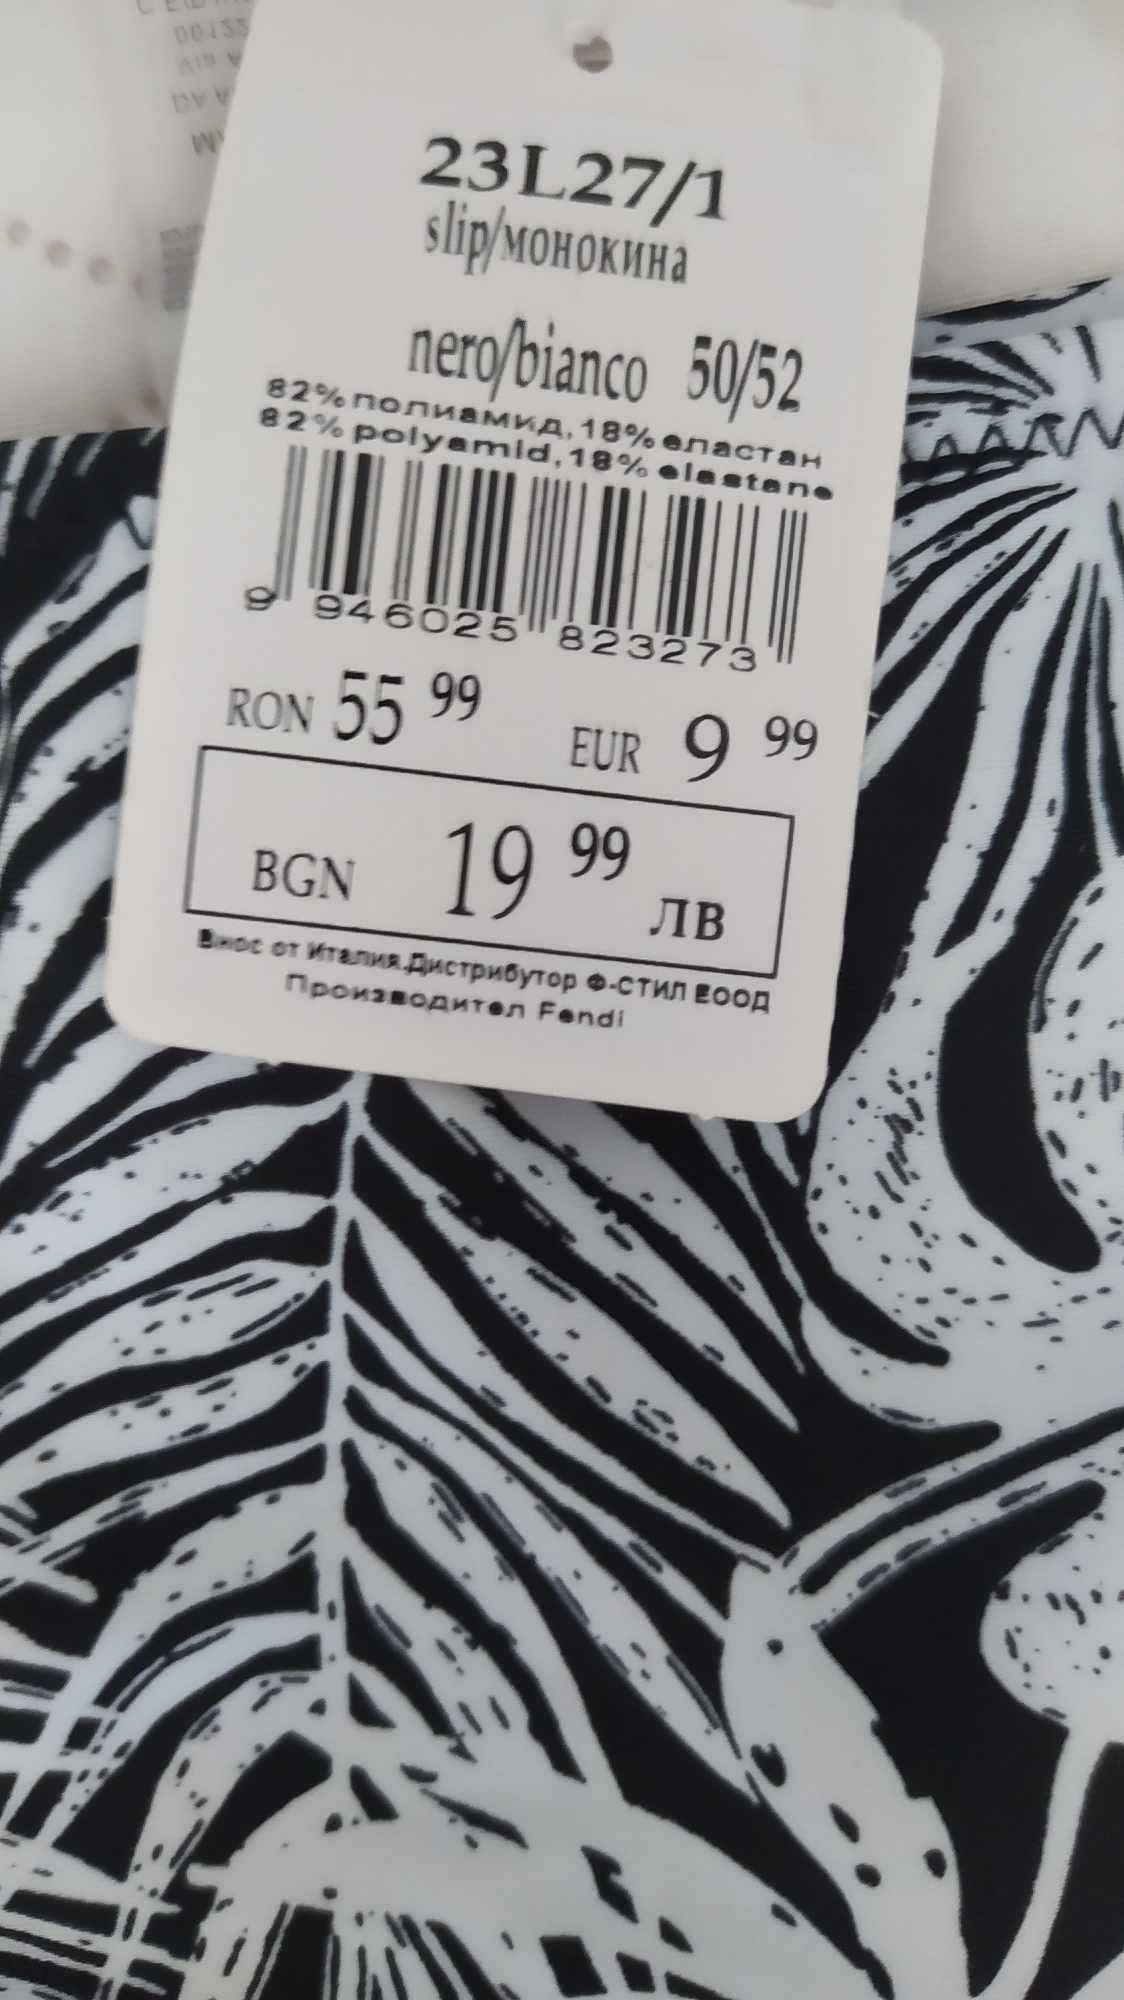 23L27/1
slip/монокина
nero/bianco 50/52
82% полиамид, 18% еластан
82% polyamid, 18% elastane
9 946025 823273
RON 55 99 EUR 9 99
BGN 19 99 лв
Внос от Италия.Дистрибутор Ф-СТИЛ ЕООД
Производител Fendi